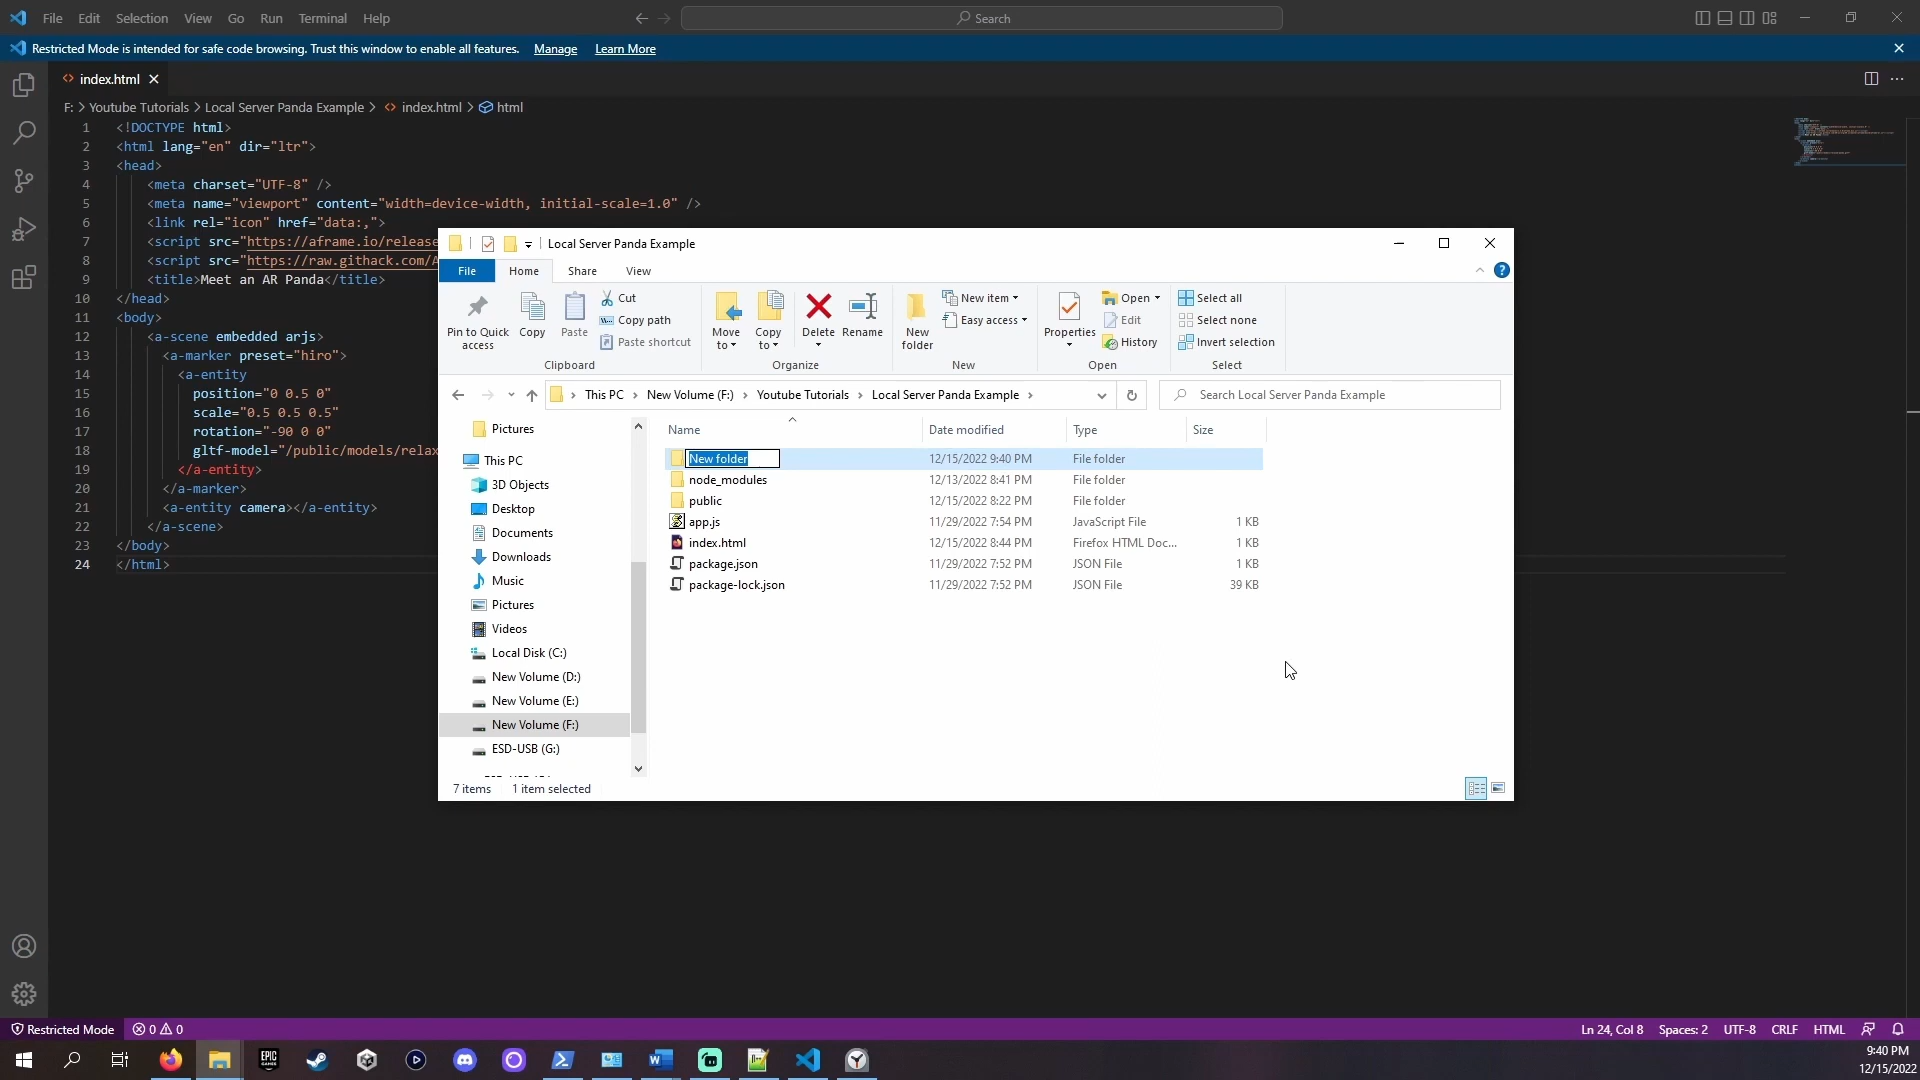 File Edit Selection View Go Run Terminal Help
Search
Restricted Mode is intended for safe code browsing. Trust this window to enable all features. Manage Learn More
index.html
F: > Youtube Tutorials > Local Server Panda Example > index.html > html
1 <!DOCTYPE html>
2 <html lang="en" dir="ltr">
3 <head>
4 <meta charset="UTF-8" />
5 <meta name="viewport" content="width=device-width, initial-scale=1.0" />
6 <link rel="icon" href="data:,">
7 <script src="https://aframe.io/release
8 <script src="https://raw.githack.com/A
9 <title>Meet an AR Panda</title>
10 </head>
11 <body>
12 <a-scene embedded arjs>
13 <a-marker preset="hiro">
14 <a-entity
15 position="0 0.5 0"
16 scale="0.5 0.5 0.5"
17 rotation="-90 0 0"
18 gltf-model="/public/models/relax
19 </a-entity>
20 </a-marker>
21 <a-entity camera></a-entity>
22 </a-scene>
23 </body>
24 </html>
Local Server Panda Example
File Home Share View
Pin to Quick access
Copy
Paste
Cut
Copy path
Paste shortcut
Clipboard
Move to
Copy to
Delete
Rename
Organize
New folder
New item
Easy access
New
Properties
Open
Edit
History
Open
Select all
Select none
Invert selection
Select
This PC > New Volume (F:) > Youtube Tutorials > Local Server Panda Example >
Search Local Server Panda Example
Pictures
This PC
3D Objects
Desktop
Documents
Downloads
Music
Pictures
Videos
Local Disk (C:)
New Volume (D:)
New Volume (E:)
New Volume (F:)
ESD-USB (G:)
Name Date modified Type Size
New folder 12/15/2022 9:40 PM File folder
node_modules 12/13/2022 8:41 PM File folder
public 12/15/2022 8:22 PM File folder
app.js 11/29/2022 7:54 PM JavaScript File 1 KB
index.html 12/15/2022 8:44 PM Firefox HTML Doc... 1 KB
package.json 11/29/2022 7:52 PM JSON File 1 KB
package-lock.json 11/29/2022 7:52 PM JSON File 39 KB
7 items 1 item selected
Restricted Mode 0 0
Ln 24, Col 8 Spaces: 2 UTF-8 CRLF HTML
EPIC GAMES
9:40 PM
12/15/2022